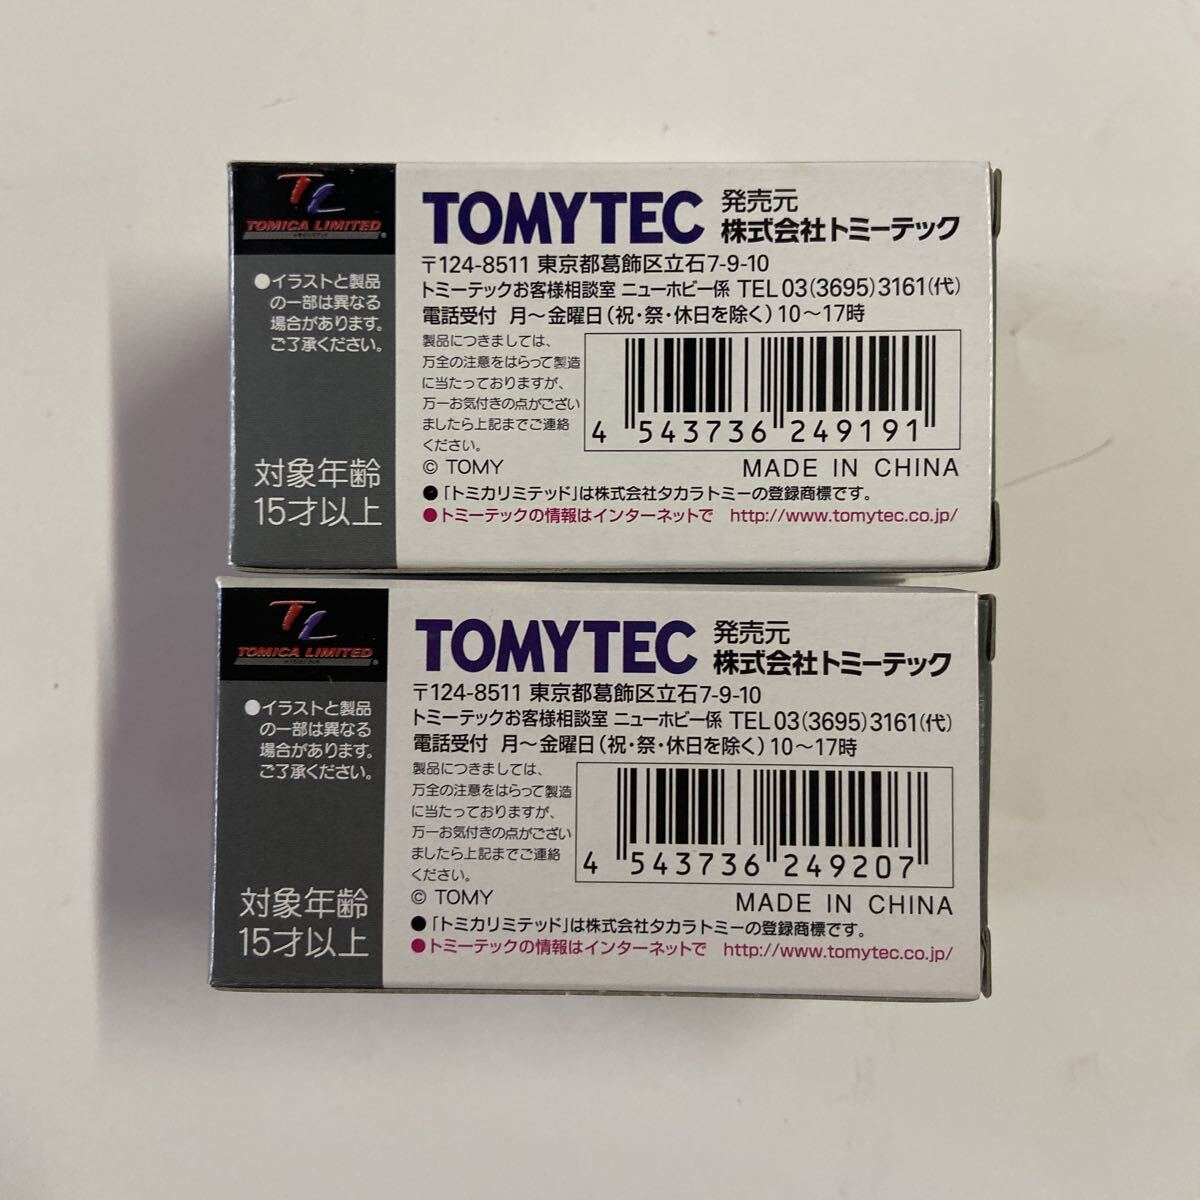 TL
TOMICA LIMITED
●イラストと製品
の一部は異なる
場合があります。
ご了承ください。
対象年齢
15才以上
TOMYTEC
発売元
株式会社トミーテック
〒124-8511 東京都葛飾区立石7-9-10
トミーテックお客様相談室 ニューホビー係 TEL 03(3695)3161(代)
電話受付 月～金曜日(祝・祭・休日を除く)10～17時
製品につきましては、
万全の注意をはらって製造
に当たっておりますが、
万一お気付きの点がござい
ましたら上記までご連絡
ください。
© TOMY
4 543736 249191
MADE IN CHINA
●「トミカリミテッド」は株式会社タカラトミーの登録商標です。
●トミーテックの情報はインターネットで http://www.tomytec.co.jp/
TL
TOMICA LIMITED
●イラストと製品
の一部は異なる
場合があります。
ご了承ください。
対象年齢
15才以上
TOMYTEC
発売元
株式会社トミーテック
〒124-8511 東京都葛飾区立石7-9-10
トミーテックお客様相談室 ニューホビー係 TEL 03(3695)3161(代)
電話受付 月～金曜日(祝・祭・休日を除く)10～17時
製品につきましては、
万全の注意をはらって製造
に当たっておりますが、
万一お気付きの点がござい
ましたら上記までご連絡
ください。
© TOMY
4 543736 249207
MADE IN CHINA
●「トミカリミテッド」は株式会社タカラトミーの登録商標です。
●トミーテックの情報はインターネットで http://www.tomytec.co.jp/